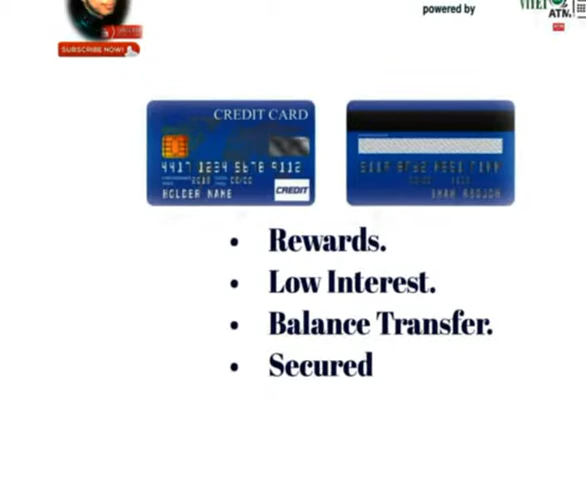 powered by
ATM
SUBSCRIBE NOW!
CREDIT CARD
4417 1234 5678 9112
HOLDER NAME
CREDIT
• Rewards.
• Low Interest.
• Balance Transfer.
• Secured